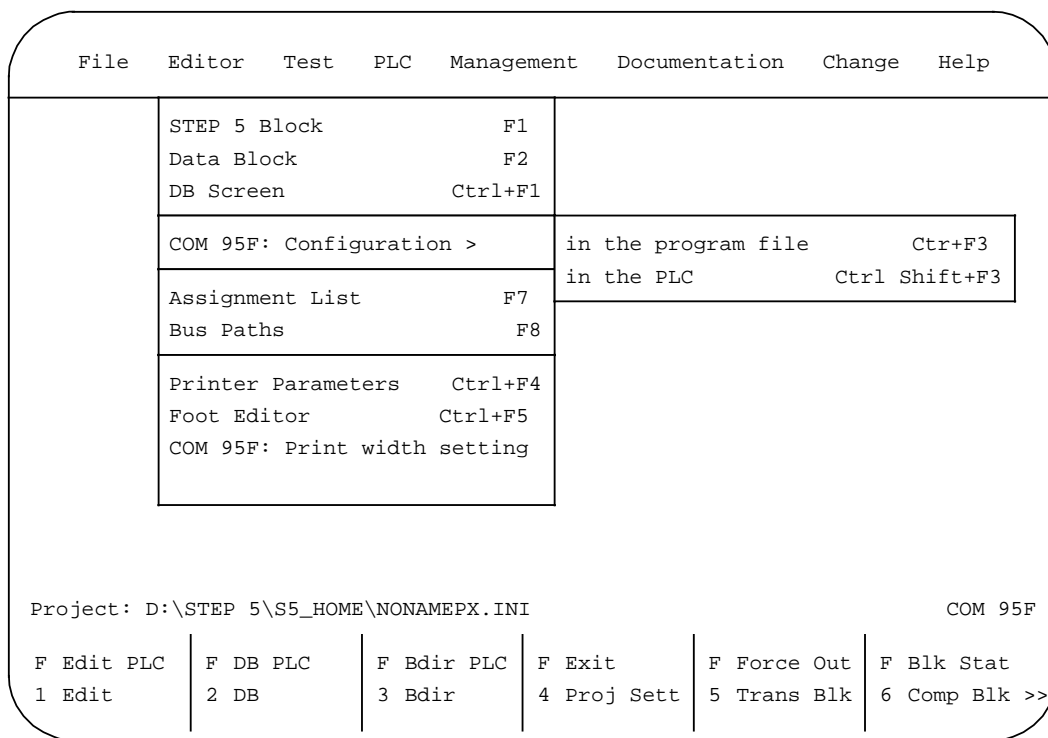 File Editor Test PLC Management Documentation Change Help
STEP 5 Block F1
Data Block F2
DB Screen Ctrl+F1
COM 95F: Configuration > in the program file Ctr+F3
in the PLC Ctrl Shift+F3
Assignment List F7
Bus Paths F8
Printer Parameters Ctrl+F4
Foot Editor Ctrl+F5
COM 95F: Print width setting
Project: D:\STEP 5\S5_HOME\NONAMEPX.INI COM 95F
F Edit PLC F DB PLC F Bdir PLC F Exit F Force Out F Blk Stat
1 Edit 2 DB 3 Bdir 4 Proj Sett 5 Trans Blk 6 Comp Blk >>